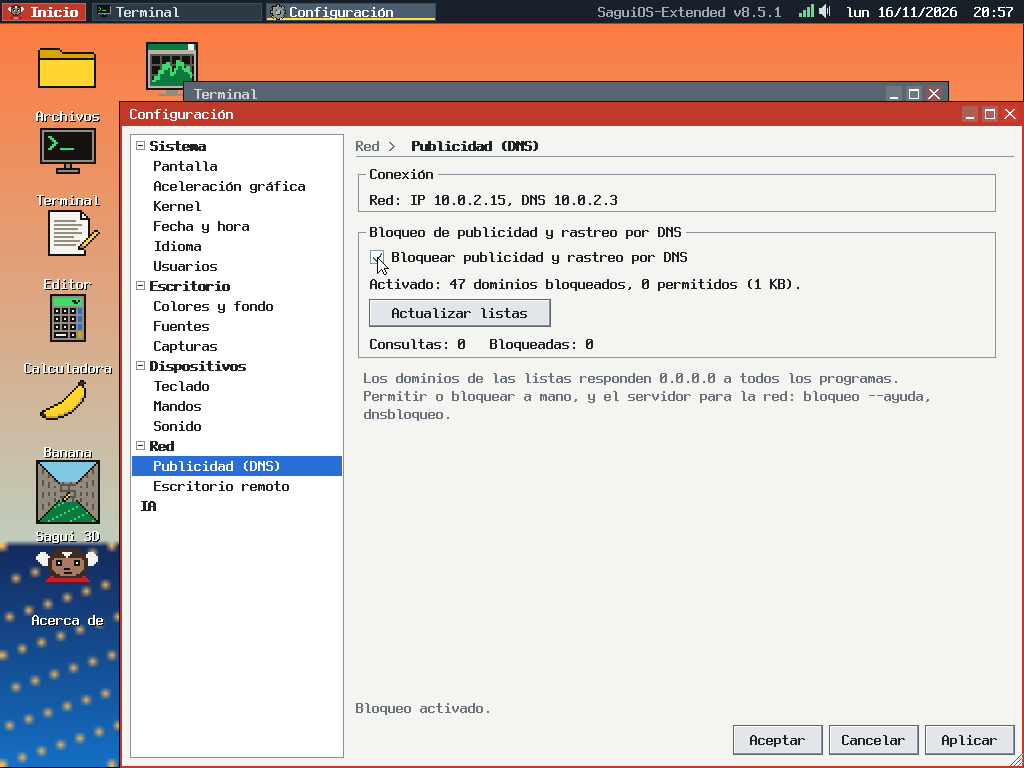 Inicio
Terminal
Configuración
SaguiOS-Extended v8.5.1
lun 16/11/2026
20:57
Archivos
Terminal
Editor
Calculadora
Banana
Sagui 3D
Acerca de
Terminal
Configuración
Sistema
Pantalla
Aceleración gráfica
Kernel
Fecha y hora
Idioma
Usuarios
Escritorio
Colores y fondo
Fuentes
Capturas
Dispositivos
Teclado
Mandos
Sonido
Red
Publicidad (DNS)
Escritorio remoto
IA
Red > Publicidad (DNS)
Conexión
Red: IP 10.0.2.15, DNS 10.0.2.3
Bloqueo de publicidad y rastreo por DNS
Bloquear publicidad y rastreo por DNS
Activado: 47 dominios bloqueados, 0 permitidos (1 KB).
Actualizar listas
Consultas: 0 Bloqueadas: 0
Los dominios de las listas responden 0.0.0.0 a todos los programas.
Permitir o bloquear a mano, y el servidor para la red: bloqueo --ayuda,
dnsbloqueo.
Bloqueo activado.
Aceptar
Cancelar
Aplicar